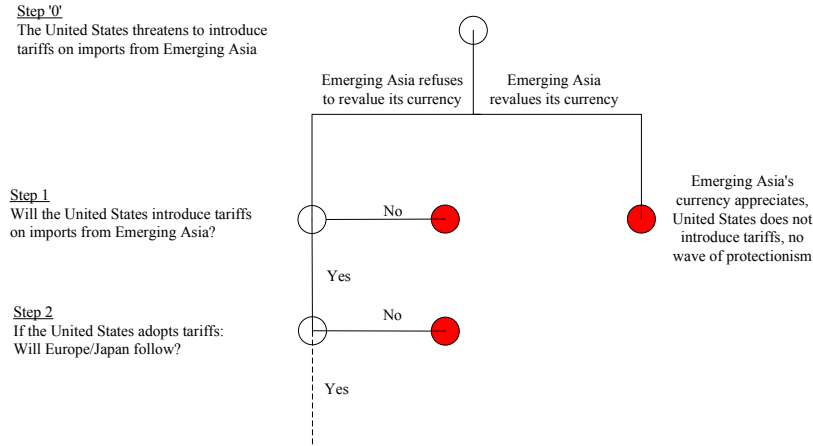 Step '0'
The United States threatens to introduce
tariffs on imports from Emerging Asia
Emerging Asia refuses
to revalue its currency
Emerging Asia
revalues its currency
Step 1
Will the United States introduce tariffs
on imports from Emerging Asia?
No
Emerging Asia's
currency appreciates,
United States does not
introduce tariffs, no
wave of protectionism
Yes
Step 2
If the United States adopts tariffs:
Will Europe/Japan follow?
No
Yes